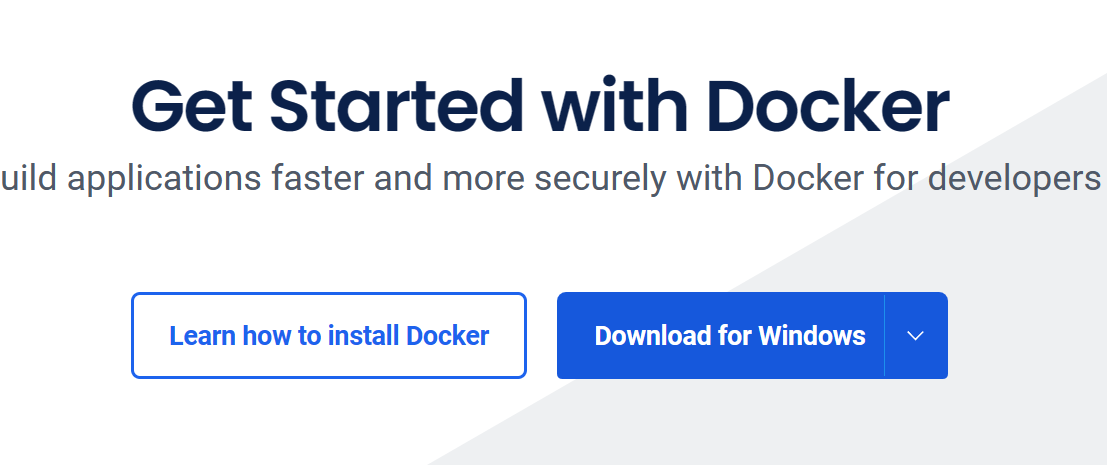 Get Started with Docker
uild applications faster and more securely with Docker for developers
Learn how to install Docker
Download for Windows